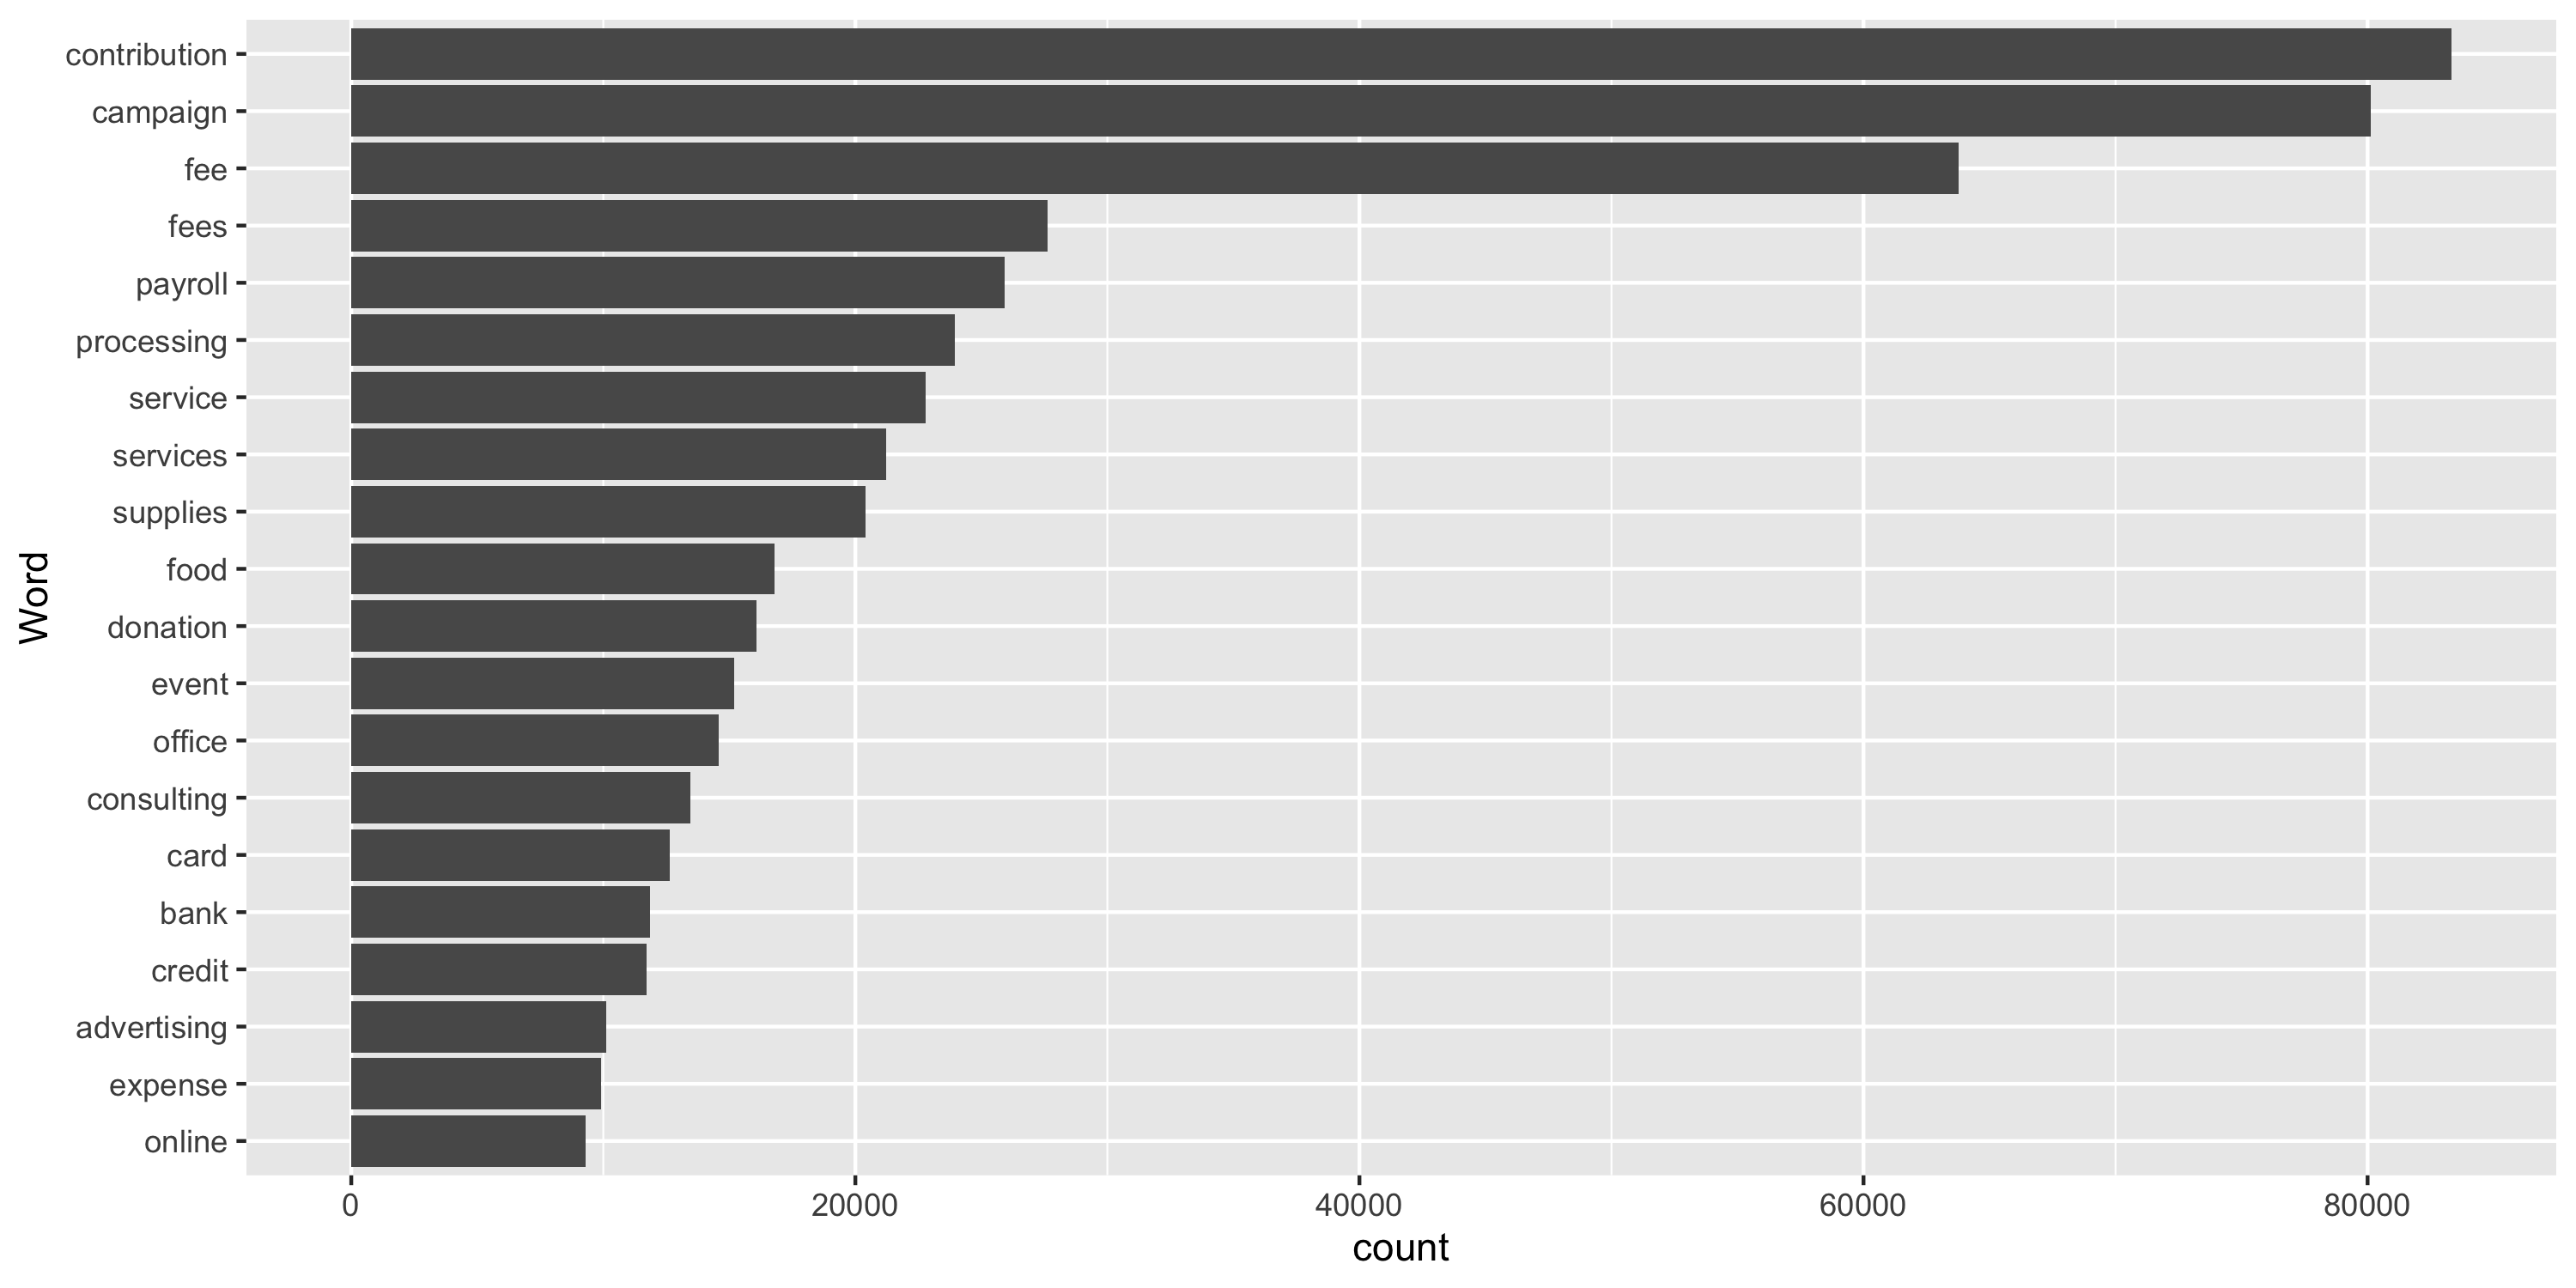 contribution
campaign
fee
fees
payroll
processing
service
services
supplies
food
donation
event
office
consulting
card
bank
credit
advertising
expense
online
Word
0 20000 40000 60000 80000
count